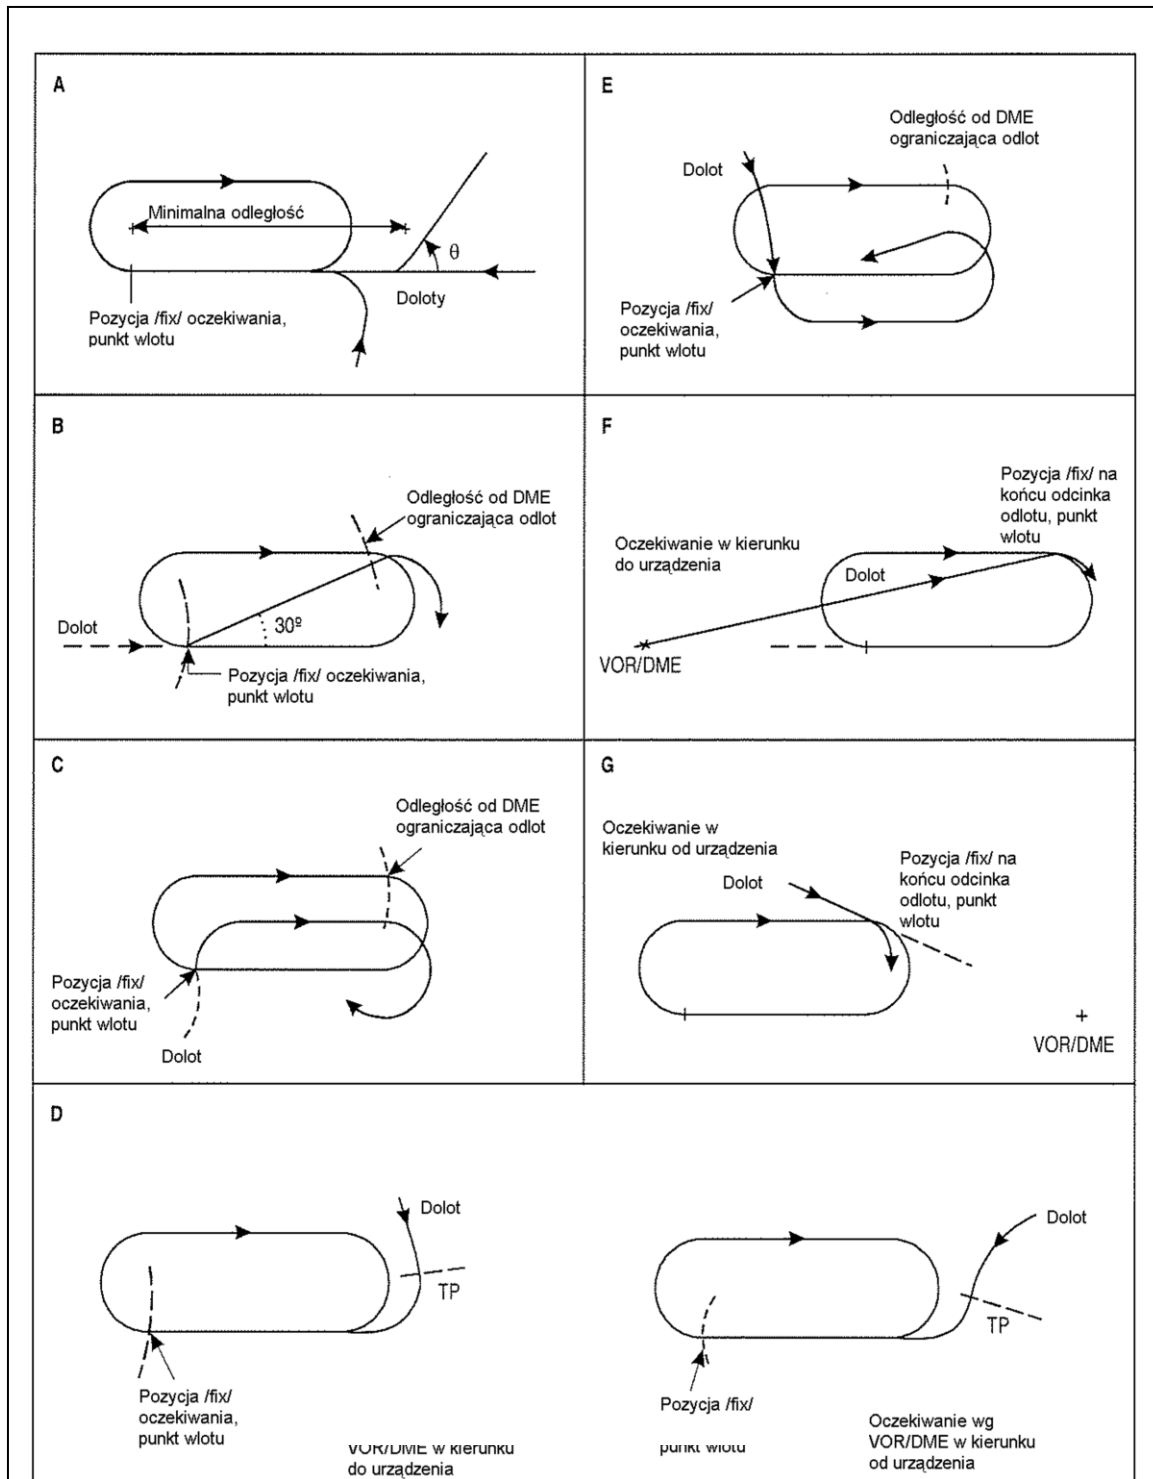 A
Minimalna odległość
θ
Doloty
Pozycja /fix/ oczekiwania,
punkt wlotu
E
Odległość od DME
ograniczająca odlot
Dolot
Pozycja /fix/
oczekiwania,
punkt wlotu
B
Odległość od DME
ograniczająca odlot
Dolot
30º
Pozycja /fix/ oczekiwania,
punkt wlotu
F
Pozycja /fix/ na
końcu odcinka
odlotu, punkt
wlotu
Oczekiwanie w kierunku
do urządzenia
Dolot
VOR/DME
C
Odległość od DME
ograniczająca odlot
Pozycja /fix/
oczekiwania,
punkt wlotu
Dolot
G
Oczekiwanie w
kierunku od urządzenia
Pozycja /fix/ na
końcu odcinka
odlotu, punkt
wlotu
Dolot
VOR/DME
D
Dolot
TP
Pozycja /fix/
oczekiwania,
punkt wlotu
VOR/DME w kierunku
do urządzenia
Dolot
TP
Pozycja /fix/
punkt wlotu
Oczekiwanie wg
VOR/DME w kierunku
od urządzenia